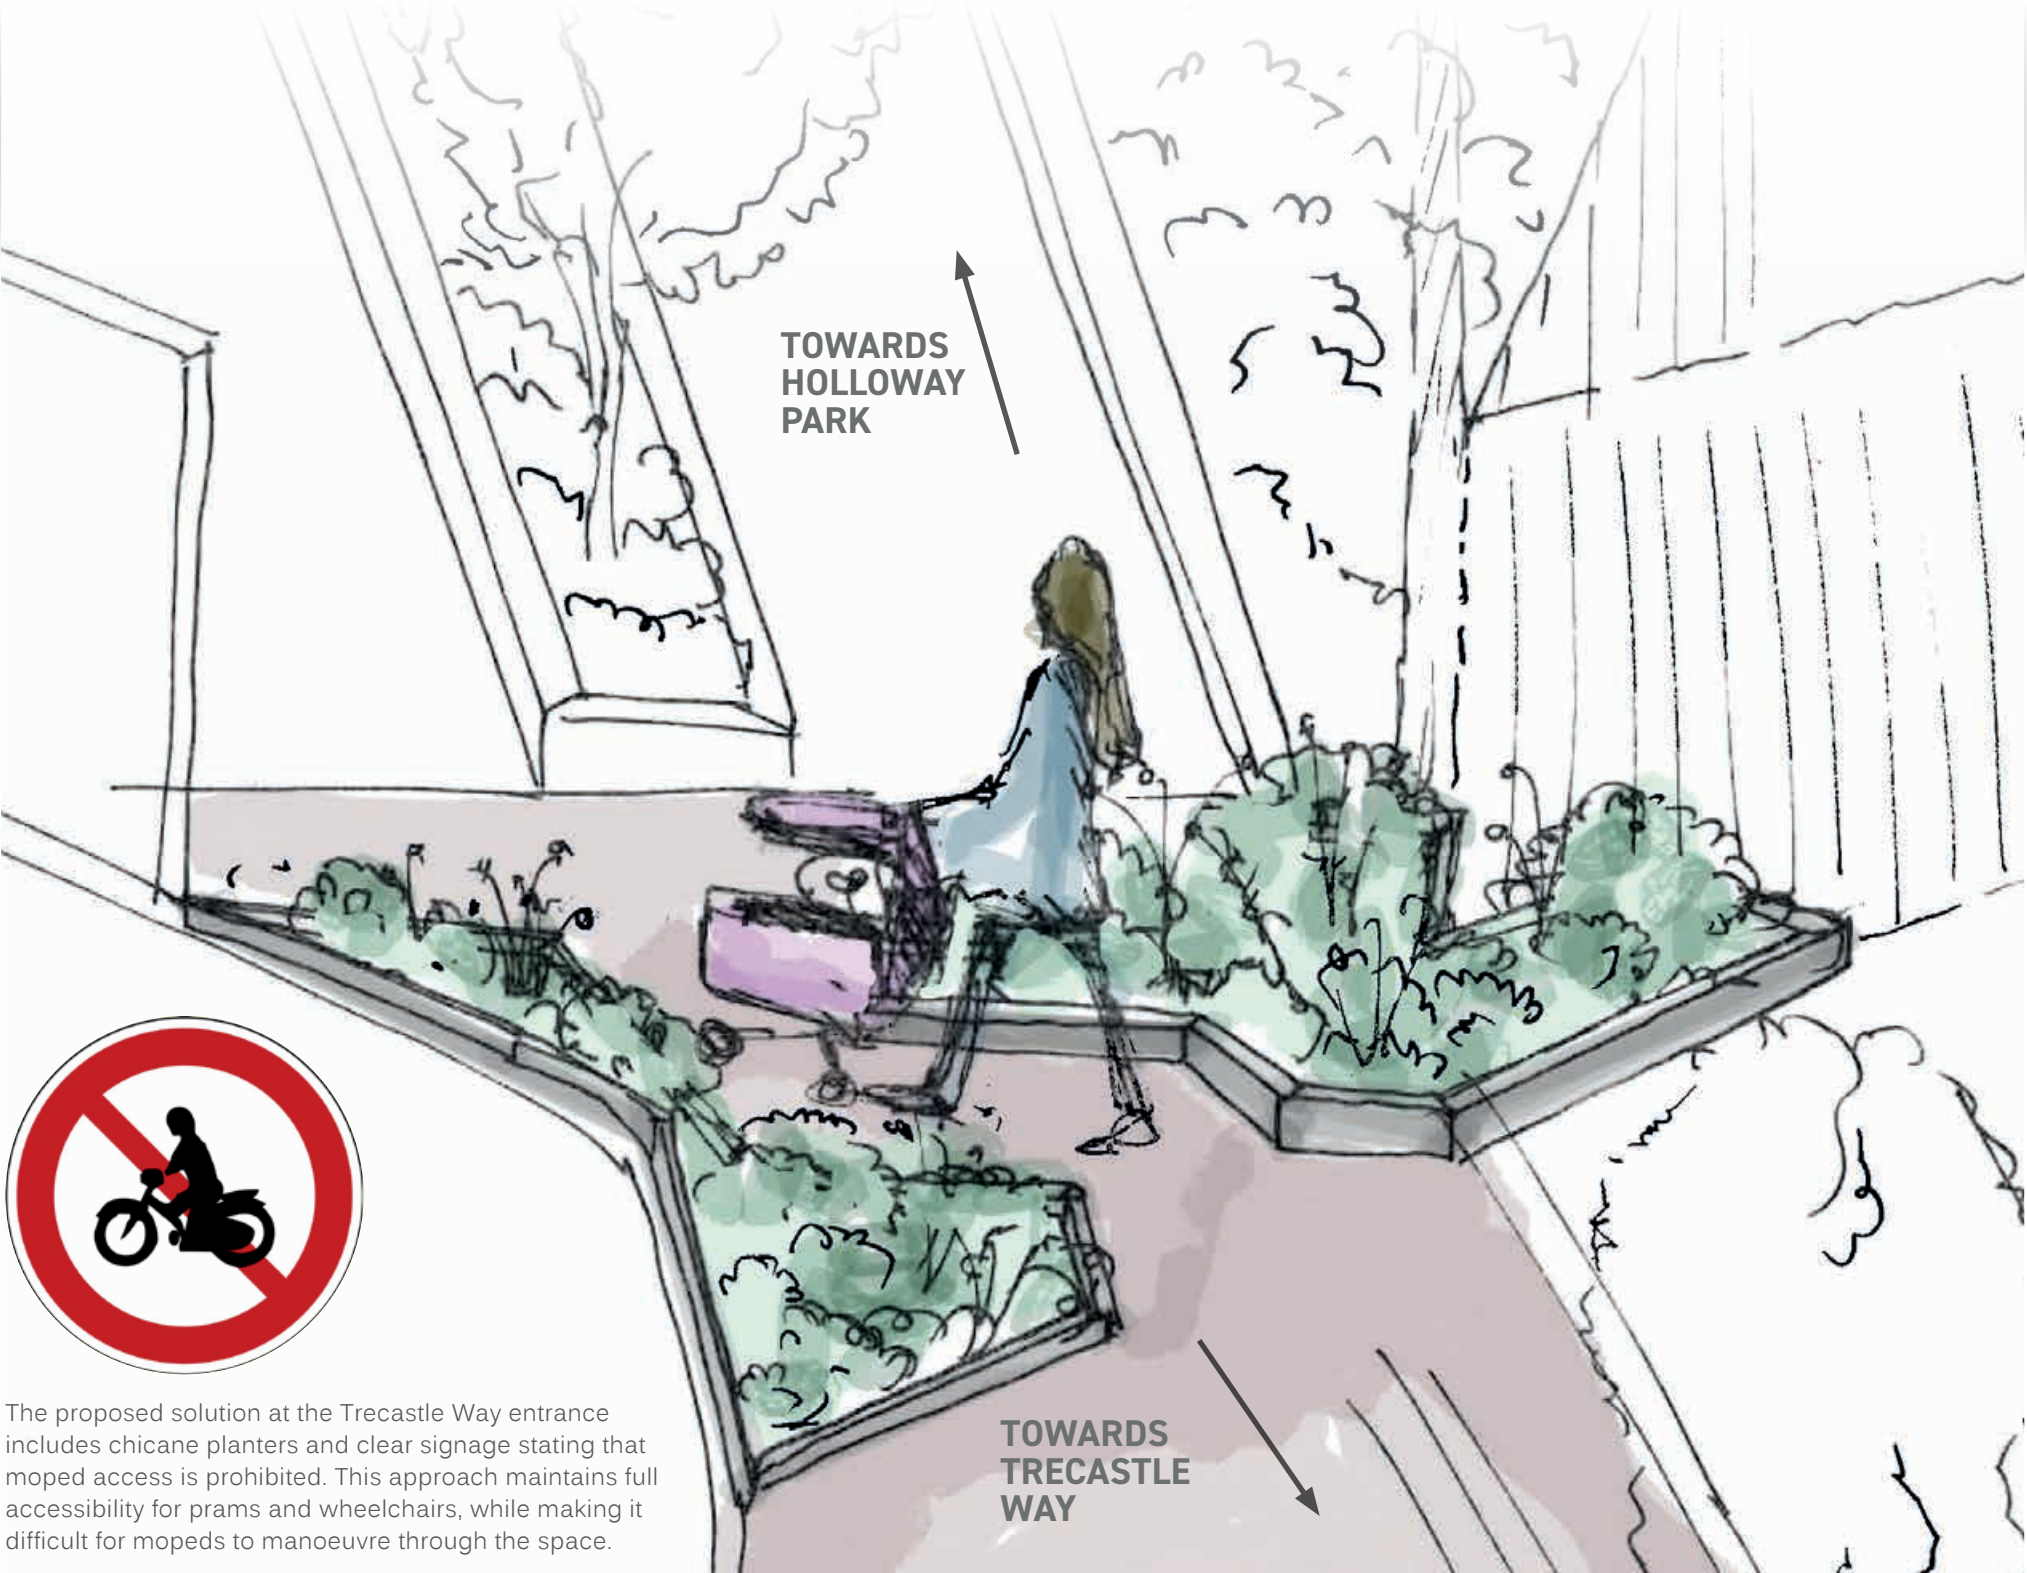 TOWARDS
HOLLOWAY
PARK
The proposed solution at the Trecastle Way entrance
includes chicane planters and clear signage stating that
moped access is prohibited. This approach maintains full
accessibility for prams and wheelchairs, while making it
difficult for mopeds to manoeuvre through the space.
TOWARDS
TRECASTLE
WAY